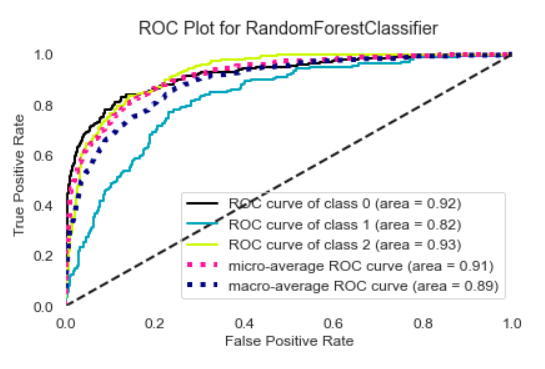 ROC Plot for RandomForestClassifier
True Positive Rate
1.0
0.8
0.6
0.4
0.2
0.0
ROC curve of class 0 (area = 0.92)
ROC curve of class 1 (area = 0.82)
ROC curve of class 2 (area = 0.93)
micro-average ROC curve (area = 0.91)
macro-average ROC curve (area = 0.89)
0.0 0.2 0.4 0.6 0.8 1.0
False Positive Rate